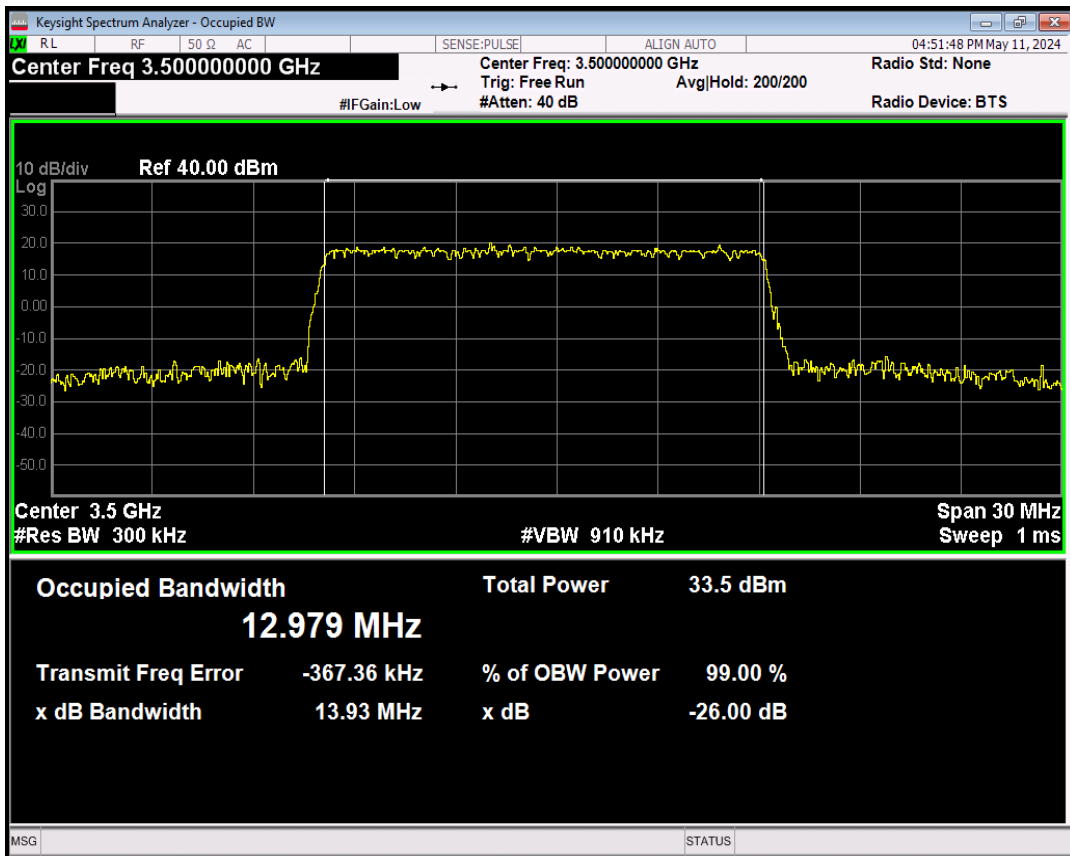 Keysight Spectrum Analyzer - Occupied BW
LXI RL RF 50 Ω AC SENSE:PULSE ALIGN AUTO 04:51:48 PM May 11, 2024
Center Freq 3.500000000 GHz Center Freq: 3.500000000 GHz Radio Std: None
Trig: Free Run Avg|Hold: 200/200
#IFGain:Low #Atten: 40 dB Radio Device: BTS
10 dB/div Ref 40.00 dBm
Log
30.0
20.0
10.0
0.00
-10.0
-20.0
-30.0
-40.0
-50.0
Center 3.5 GHz Span 30 MHz
#Res BW 300 kHz #VBW 910 kHz Sweep 1 ms
Occupied Bandwidth Total Power 33.5 dBm
12.979 MHz
Transmit Freq Error -367.36 kHz % of OBW Power 99.00 %
x dB Bandwidth 13.93 MHz x dB -26.00 dB
MSG STATUS